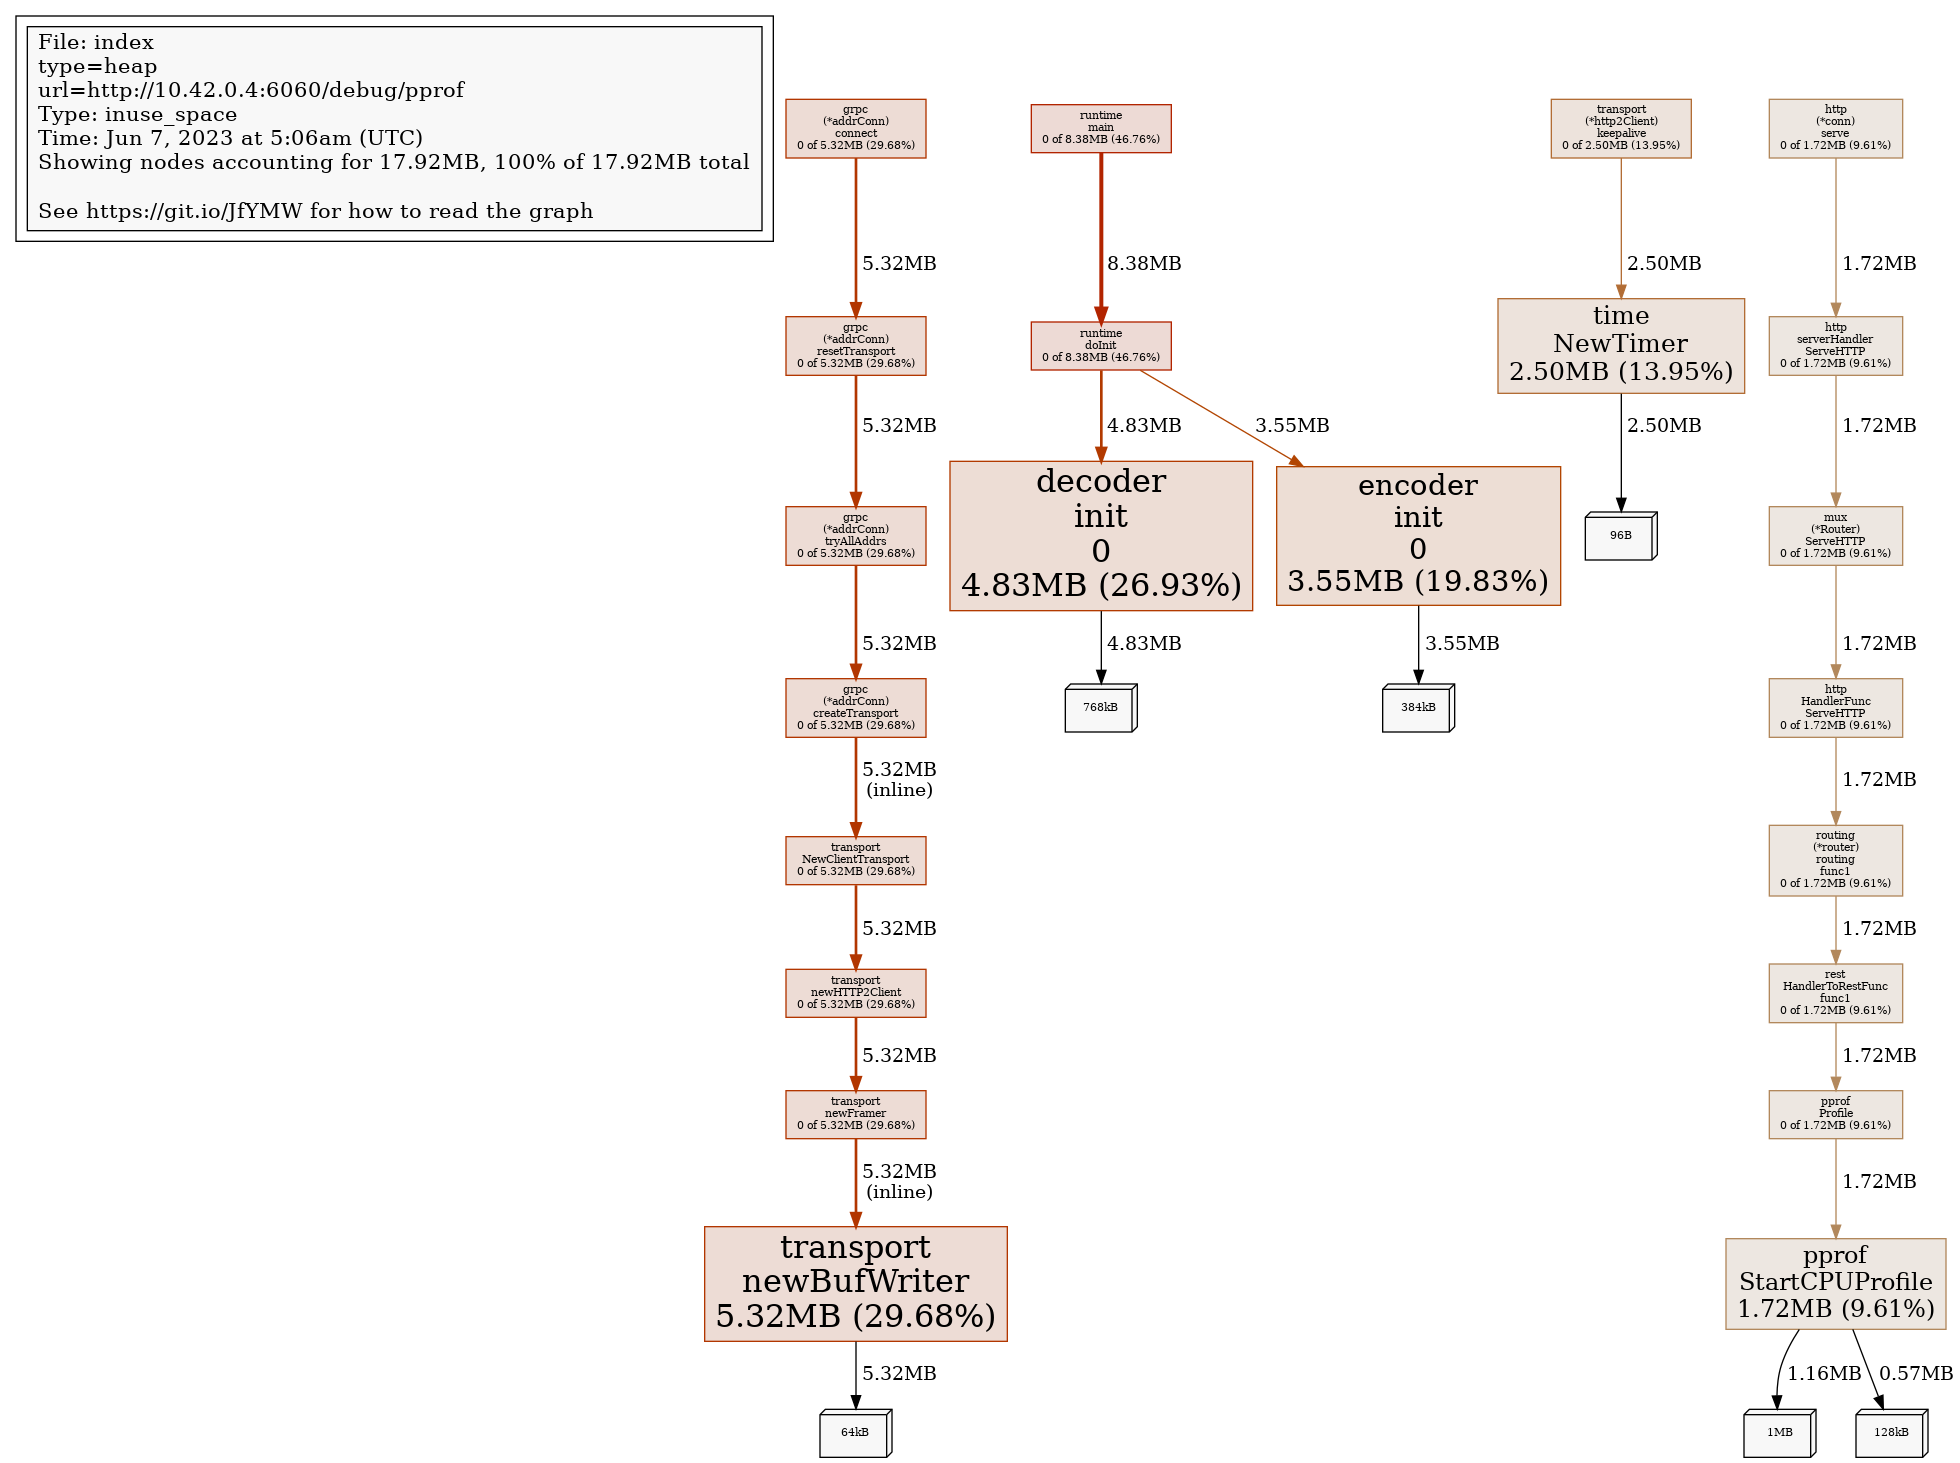 File: index
type=heap
url=http://10.42.0.4:6060/debug/pprof
Type: inuse_space
Time: Jun 7, 2023 at 5:06am (UTC)
Showing nodes accounting for 17.92MB, 100% of 17.92MB total
See https://git.io/JfYMW for how to read the graph
grpc
(*addrConn)
connect
0 of 5.32MB (29.68%)
5.32MB
grpc
(*addrConn)
resetTransport
0 of 5.32MB (29.68%)
5.32MB
grpc
(*addrConn)
tryAllAddrs
0 of 5.32MB (29.68%)
5.32MB
grpc
(*addrConn)
createTransport
0 of 5.32MB (29.68%)
5.32MB
(inline)
transport
NewClientTransport
0 of 5.32MB (29.68%)
5.32MB
transport
newHTTP2Client
0 of 5.32MB (29.68%)
5.32MB
transport
newFramer
0 of 5.32MB (29.68%)
5.32MB
(inline)
transport
newBufWriter
5.32MB (29.68%)
5.32MB
64kB
runtime
main
0 of 8.38MB (46.76%)
8.38MB
runtime
doInit
0 of 8.38MB (46.76%)
4.83MB
3.55MB
decoder
init
0
4.83MB (26.93%)
4.83MB
768kB
encoder
init
0
3.55MB (19.83%)
3.55MB
384kB
transport
(*http2Client)
keepalive
0 of 2.50MB (13.95%)
2.50MB
time
NewTimer
2.50MB (13.95%)
2.50MB
96B
http
(*conn)
serve
0 of 1.72MB (9.61%)
1.72MB
http
serverHandler
ServeHTTP
0 of 1.72MB (9.61%)
1.72MB
mux
(*Router)
ServeHTTP
0 of 1.72MB (9.61%)
1.72MB
http
HandlerFunc
ServeHTTP
0 of 1.72MB (9.61%)
1.72MB
routing
(*router)
routing
func1
0 of 1.72MB (9.61%)
1.72MB
rest
HandlerToRestFunc
func1
0 of 1.72MB (9.61%)
1.72MB
pprof
Profile
0 of 1.72MB (9.61%)
1.72MB
pprof
StartCPUProfile
1.72MB (9.61%)
1.16MB
0.57MB
1MB
128kB